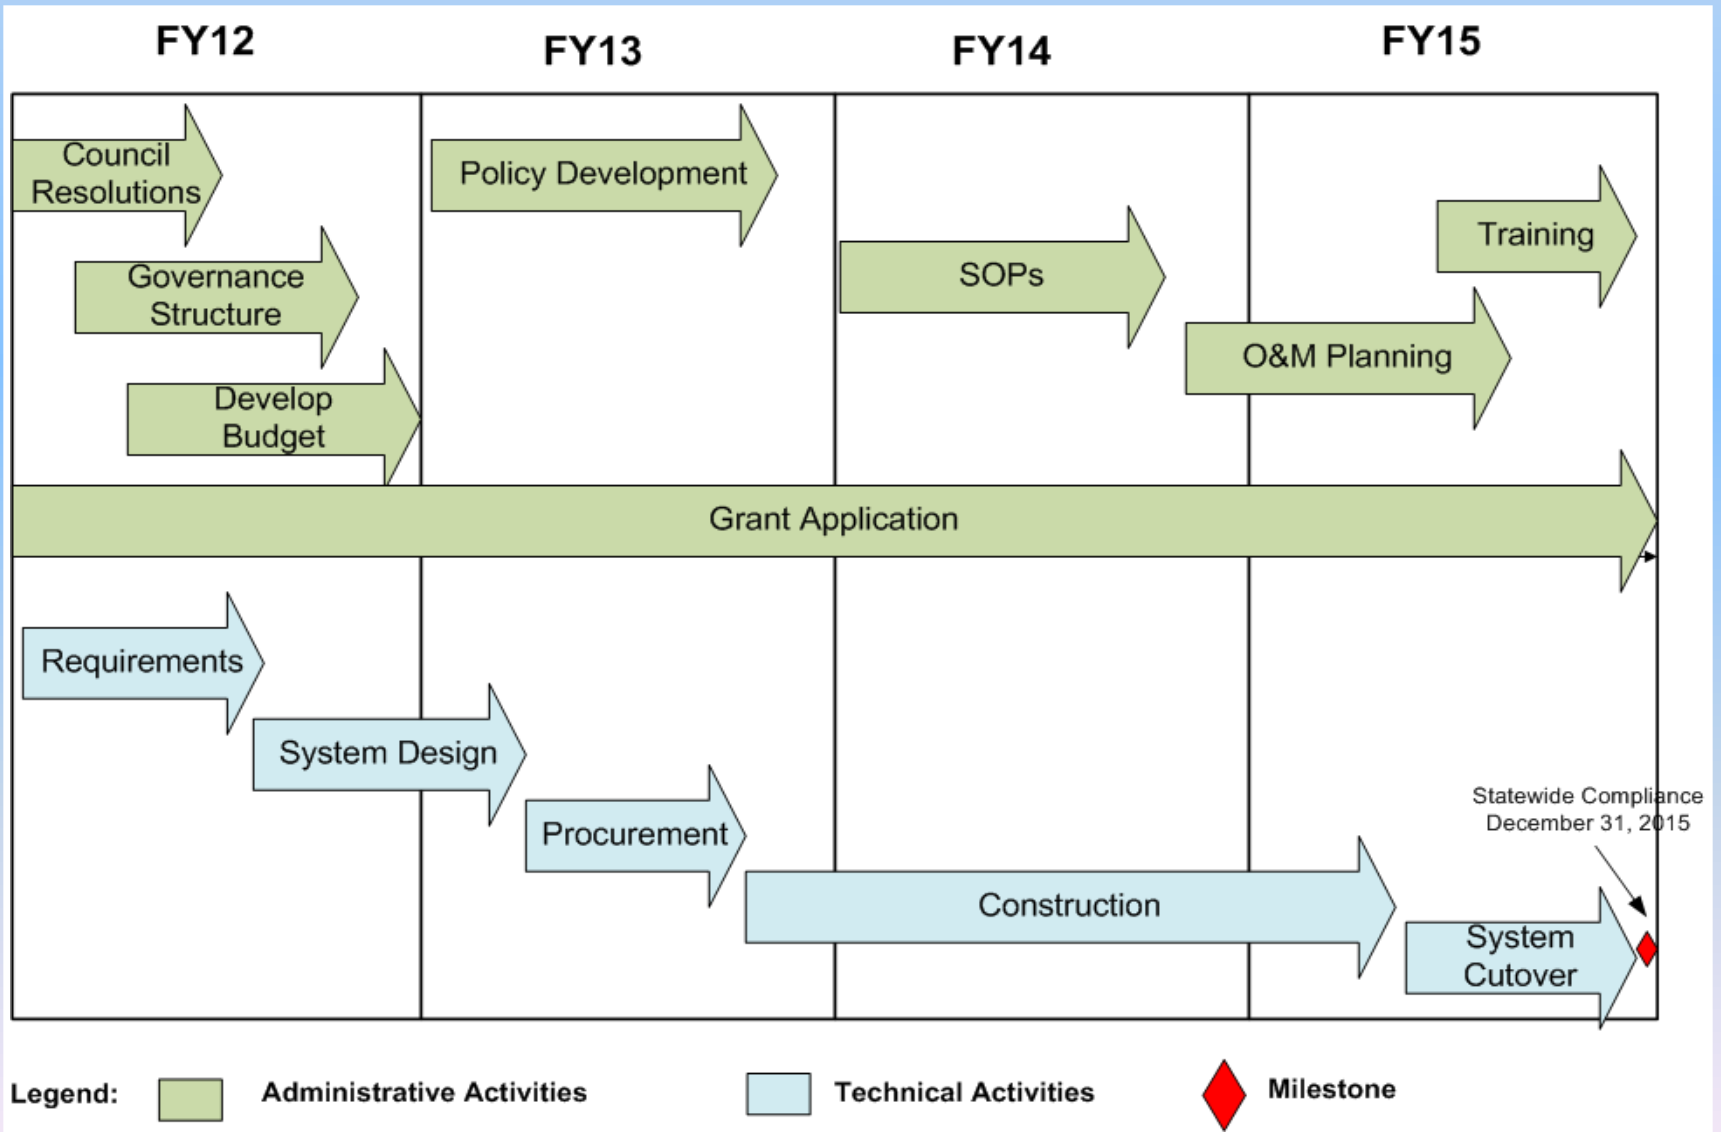 FY12
FY13
FY14
FY15
Council
Resolutions
Policy Development
Training
Governance
Structure
SOPs
O&M Planning
Develop
Budget
Grant Application
Requirements
System Design
Procurement
Statewide Compliance
December 31, 2015
Construction
System
Cutover
Legend:
Administrative Activities
Technical Activities
Milestone